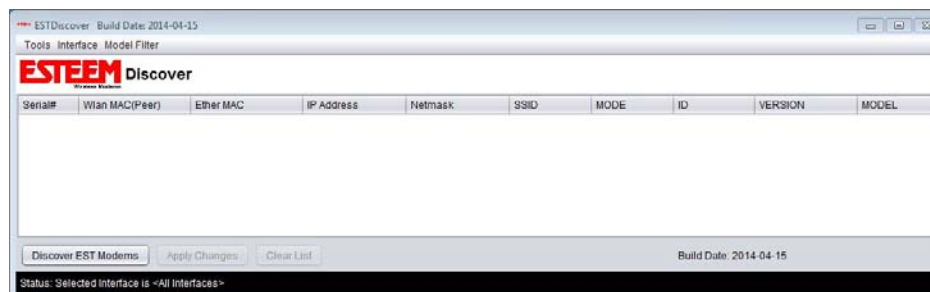 ESTDiscover Build Date: 2014-04-15
Tools Interface Model Filter
ESTEEM Discover
Wireless Modems
Serial# Wlan MAC(Peer) Ether MAC IP Address Netmask SSID MODE ID VERSION MODEL
Discover EST Modems Apply Changes Clear List Build Date: 2014-04-15
Status: Selected Interface is <All Interfaces>